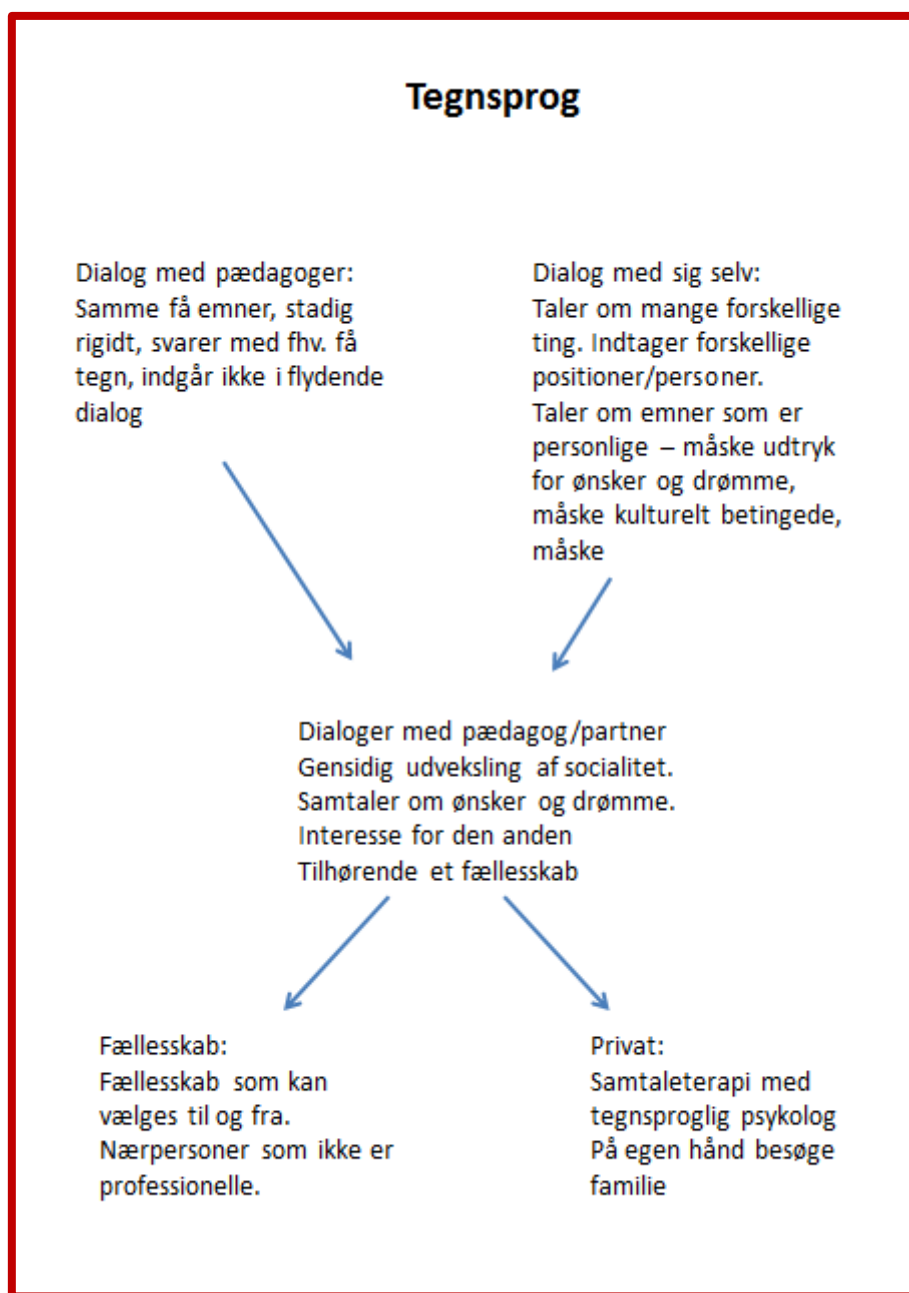 Tegnsprog
Dialog med pædagoger:
Samme få emner, stadig
rigidt, svarer med fhv. få
tegn, indgår ikke i flydende
dialog
Dialog med sig selv:
Taler om mange forskellige
ting. Indtager forskellige
positioner/personer.
Taler om emner som er
personlige – måske udtryk
for ønsker og drømme,
måske kulturelt betingede,
måske
Dialoger med pædagog/partner
Gensidig udveksling af socialitet.
Samtaler om ønsker og drømme.
Interesse for den anden
Tilhørende et fællesskab
Fællesskab:
Fællesskab som kan
vælges til og fra.
Nærpersoner som ikke er
professionelle.
Privat:
Samtaleterapi med
tegnsproglig psykolog
På egen hånd besøge
familie